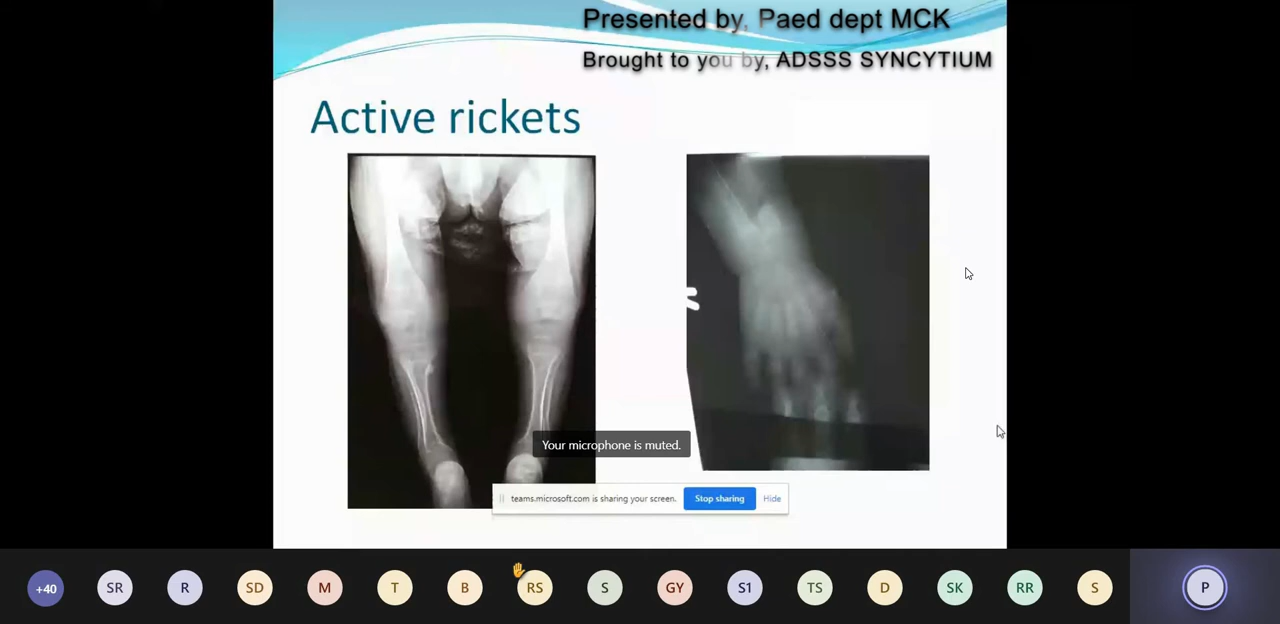 Presented by, Paed dept MCK
Brought to you by, ADSSS SYNCYTIUM
Active rickets
Your microphone is muted.
teams.microsoft.com is sharing your screen. Stop sharing Hide
+40 SR R SD M T B RS S GY S1 TS D SK RR S P